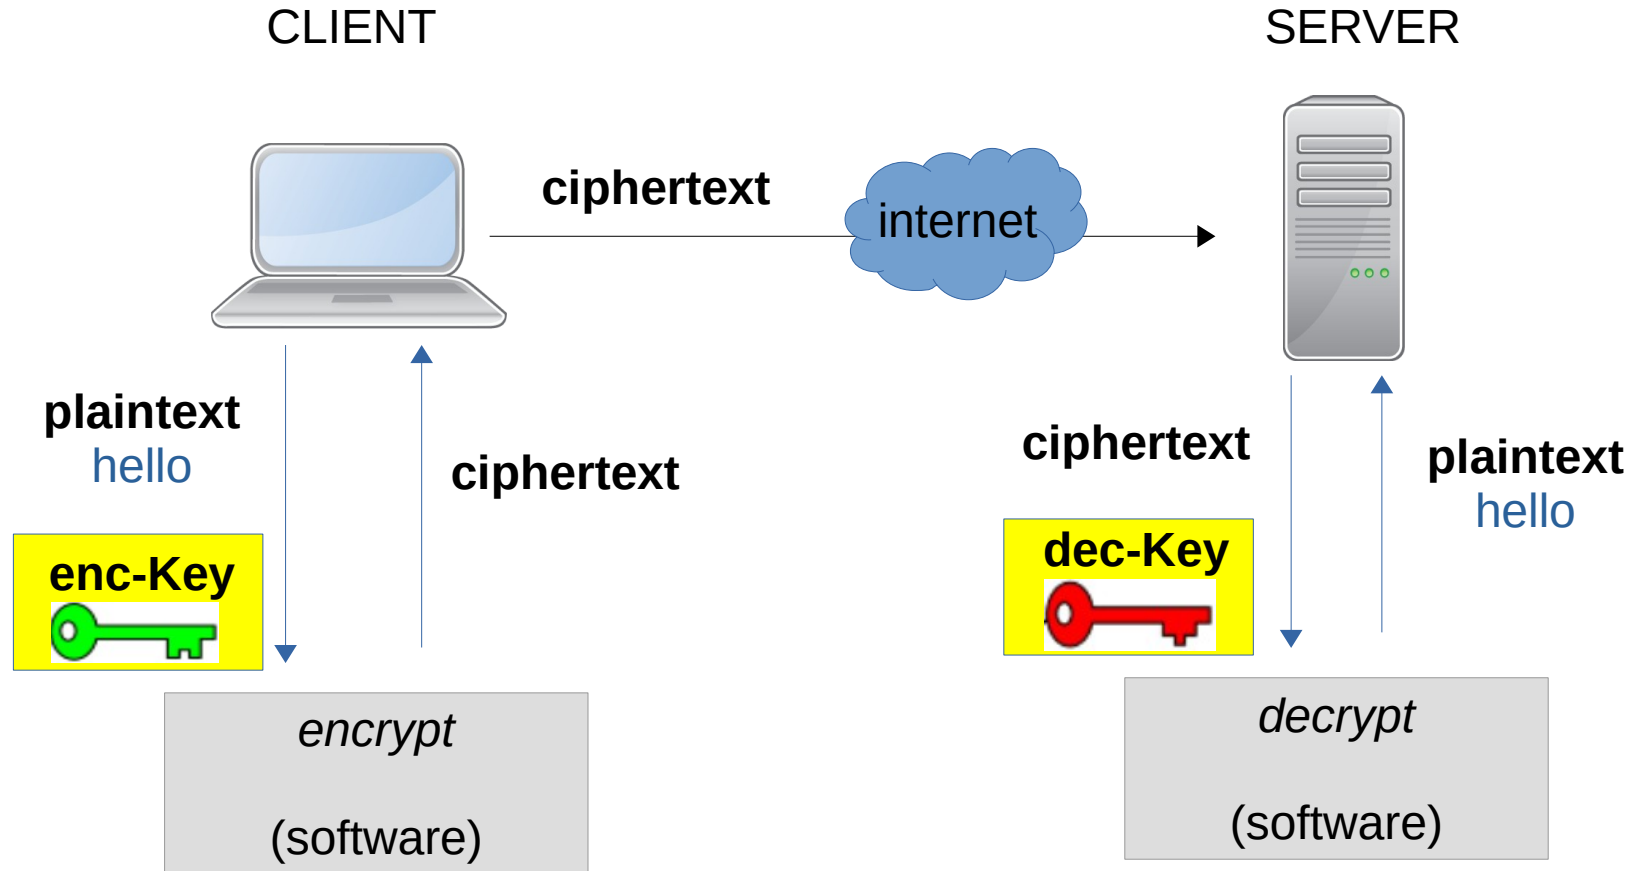 CLIENT
SERVER
ciphertext
internet
plaintext
hello
ciphertext
enc-Key
encrypt
(software)
ciphertext
plaintext
hello
dec-Key
decrypt
(software)